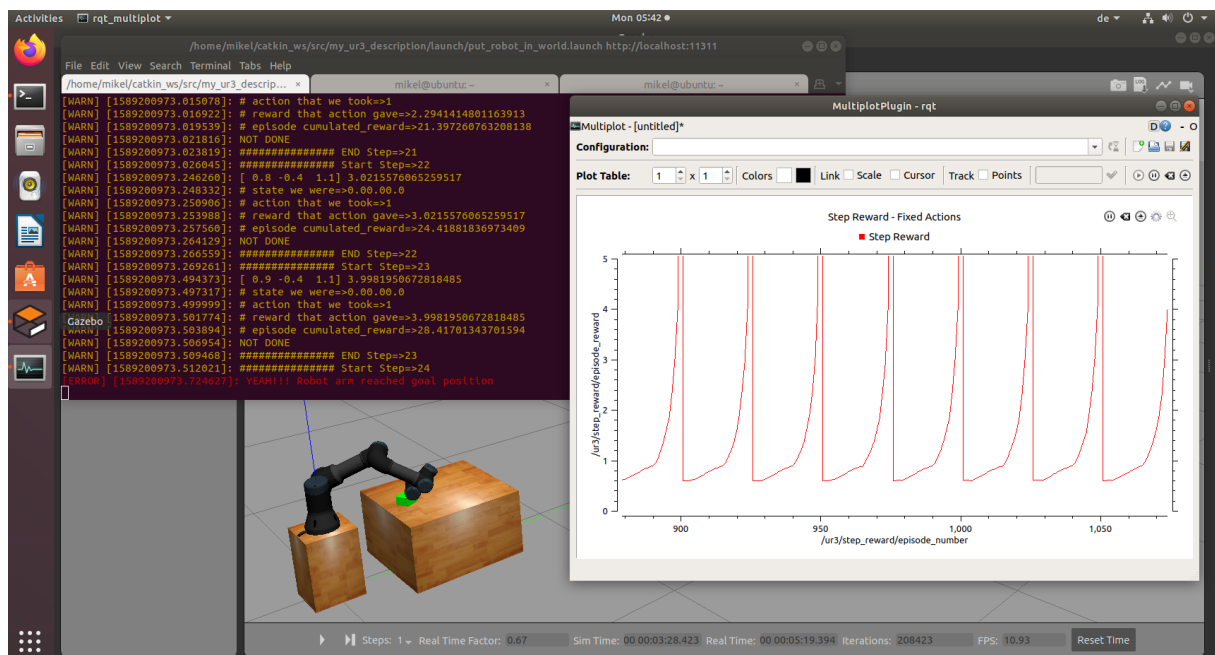 Activities
rqt_multiplot
Mon 05:42
de
/home/mikel/catkin_ws/src/my_ur3_description/launch/put_robot_in_world.launch http://localhost:11311
File Edit View Search Terminal Tabs Help
/home/mikel/catkin_ws/src/my_ur3_descrip... ×
mikel@ubuntu: ~ ×
mikel@ubuntu: ~ ×
[WARN] [1589200973.015078]: # action that we took=>1
[WARN] [1589200973.016922]: # reward that action gave=>2.2941414801163913
[WARN] [1589200973.019539]: # episode cumulated_reward=>21.397260763208138
[WARN] [1589200973.021816]: NOT DONE
[WARN] [1589200973.023819]: ############### END Step=>21
[WARN] [1589200973.026045]: ############### Start Step=>22
[WARN] [1589200973.246260]: [ 0.8 -0.4  1.1] 3.0215576065259517
[WARN] [1589200973.248332]: # state we were=>0.00.00.0
[WARN] [1589200973.250906]: # action that we took=>1
[WARN] [1589200973.253988]: # reward that action gave=>3.0215576065259517
[WARN] [1589200973.257560]: # episode cumulated_reward=>24.41881836973409
[WARN] [1589200973.264129]: NOT DONE
[WARN] [1589200973.266559]: ############### END Step=>22
[WARN] [1589200973.269261]: ############### Start Step=>23
[WARN] [1589200973.494373]: [ 0.9 -0.4  1.1] 3.9981950672818485
[WARN] [1589200973.497317]: # state we were=>0.00.00.0
[WARN] [1589200973.499999]: # action that we took=>1
[WARN] [1589200973.501774]: # reward that action gave=>3.9981950672818485
[WARN] [1589200973.503894]: # episode cumulated_reward=>28.41701343701594
[WARN] [1589200973.506954]: NOT DONE
[WARN] [1589200973.509468]: ############### END Step=>23
[WARN] [1589200973.512021]: ############### Start Step=>24
[ERROR] [1589200973.724627]: YEAH!!! Robot arm reached goal position
Gazebo
MultiplotPlugin - rqt
Multiplot - [untitled]*
D - O
Configuration:
Plot Table: 1 x 1 Colors Link Scale Cursor Track Points
Step Reward - Fixed Actions
Step Reward
5
4
3
2
1
0
/ur3/step_reward/episode_reward
900 950 1,000 1,050
/ur3/step_reward/episode_number
Steps: 1 Real Time Factor: 0.67 Sim Time: 00 00:03:28.423 Real Time: 00 00:05:19.394 Iterations: 208423 FPS: 10.93 Reset Time